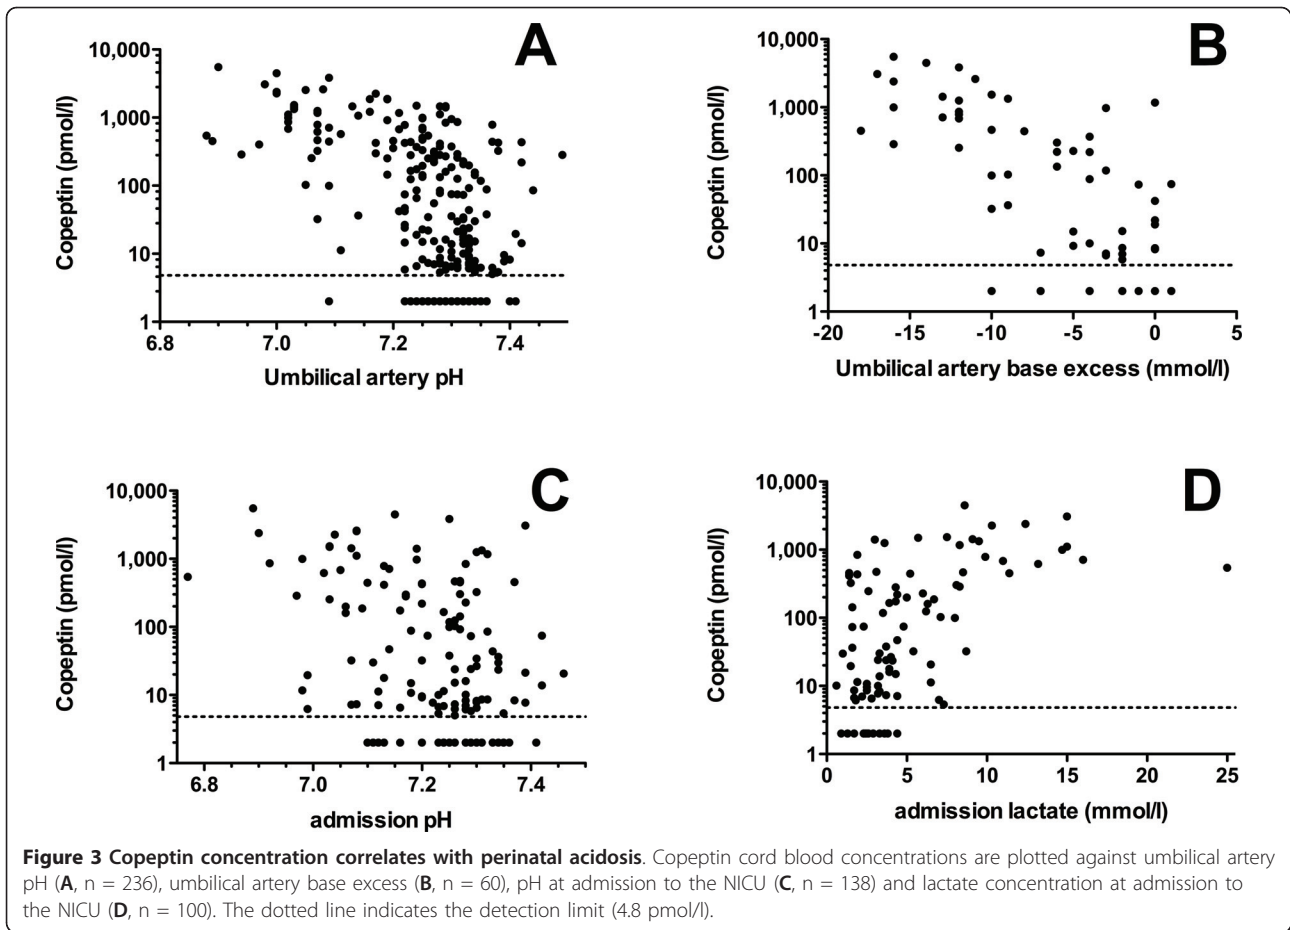 A
10,000
1,000
100
10
1
Copeptin (pmol/l)
6.8 7.0 7.2 7.4
Umbilical artery pH
B
10,000
1,000
100
10
1
Copeptin (pmol/l)
-20 -15 -10 -5 0 5
Umbilical artery base excess (mmol/l)
C
10,000
1,000
100
10
1
Copeptin (pmol/l)
6.8 7.0 7.2 7.4
admission pH
D
10,000
1,000
100
10
1
Copeptin (pmol/l)
0 5 10 15 20 25
admission lactate (mmol/l)
Figure 3 Copeptin concentration correlates with perinatal acidosis. Copeptin cord blood concentrations are plotted against umbilical artery
pH (A, n = 236), umbilical artery base excess (B, n = 60), pH at admission to the NICU (C, n = 138) and lactate concentration at admission to
the NICU (D, n = 100). The dotted line indicates the detection limit (4.8 pmol/l).